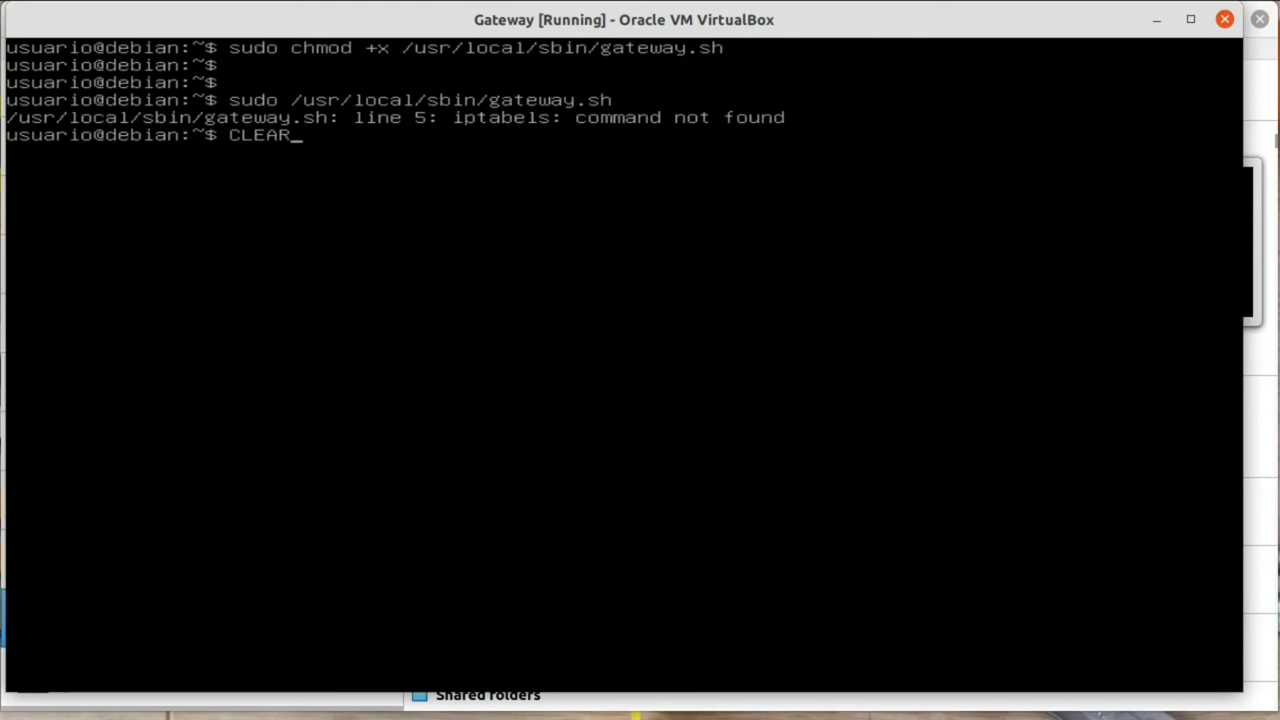 Gateway [Running] - Oracle VM VirtualBox
usuario@debian:~$ sudo chmod +x /usr/local/sbin/gateway.sh
usuario@debian:~$
usuario@debian:~$
usuario@debian:~$ sudo /usr/local/sbin/gateway.sh
/usr/local/sbin/gateway.sh: line 5: iptabels: command not found
usuario@debian:~$ CLEAR_
Shared folders